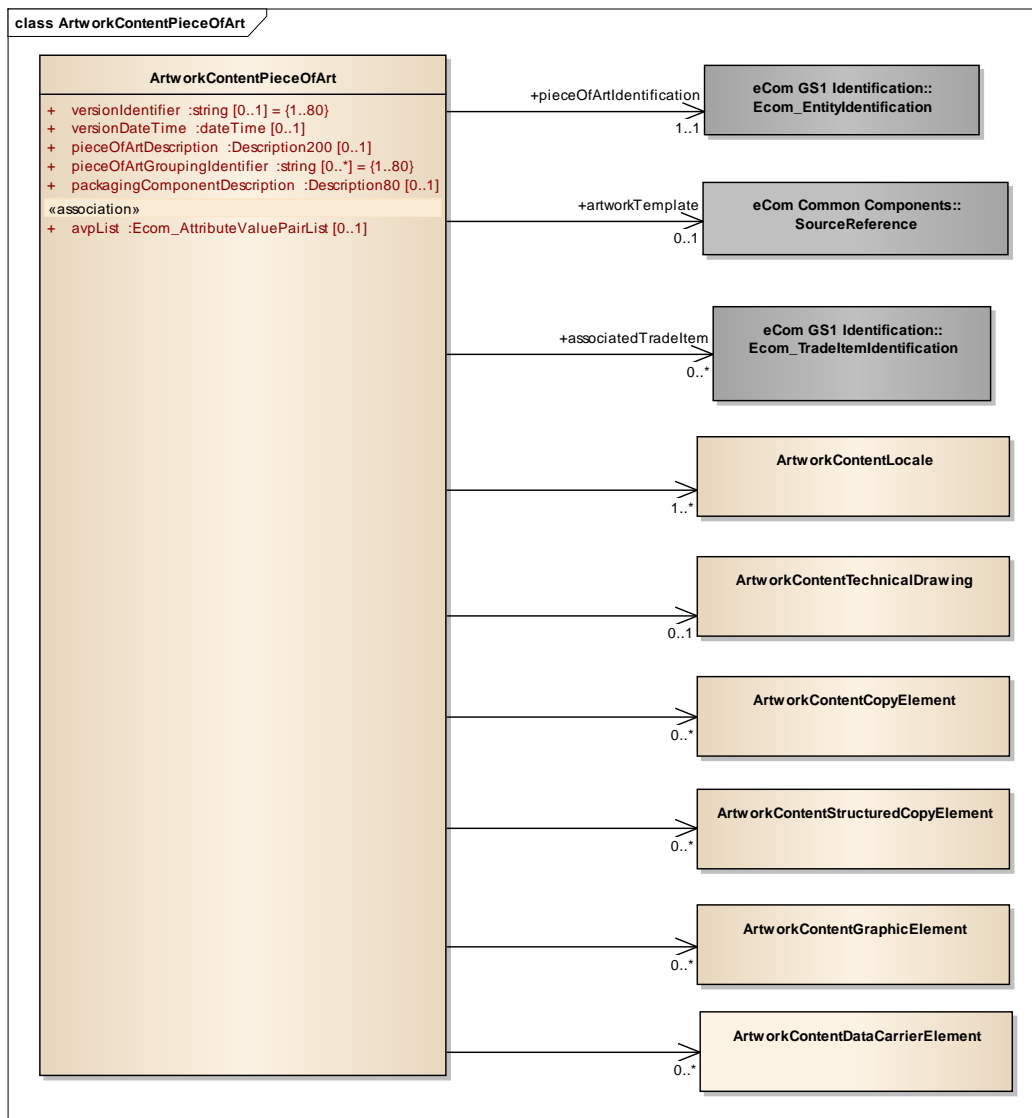 class ArtworkContentPieceOfArt
ArtworkContentPieceOfArt
+ versionIdentifier :string [0..1] = {1..80}
+ versionDateTime :dateTime [0..1]
+ pieceOfArtDescription :Description200 [0..1]
+ pieceOfArtGroupingIdentifier :string [0..*] = {1..80}
+ packagingComponentDescription :Description80 [0..1]
«association»
+ avpList :Ecom_AttributeValuePairList [0..1]
+pieceOfArtIdentification
1..1
eCom GS1 Identification::
Ecom_EntityIdentification
+artworkTemplate
0..1
eCom Common Components::
SourceReference
+associatedTradeItem
0..*
eCom GS1 Identification::
Ecom_TradeItemIdentification
ArtworkContentLocale
1..*
ArtworkContentTechnicalDrawing
0..1
ArtworkContentCopyElement
0..*
ArtworkContentStructuredCopyElement
0..*
ArtworkContentGraphicElement
0..*
ArtworkContentDataCarrierElement
0..*